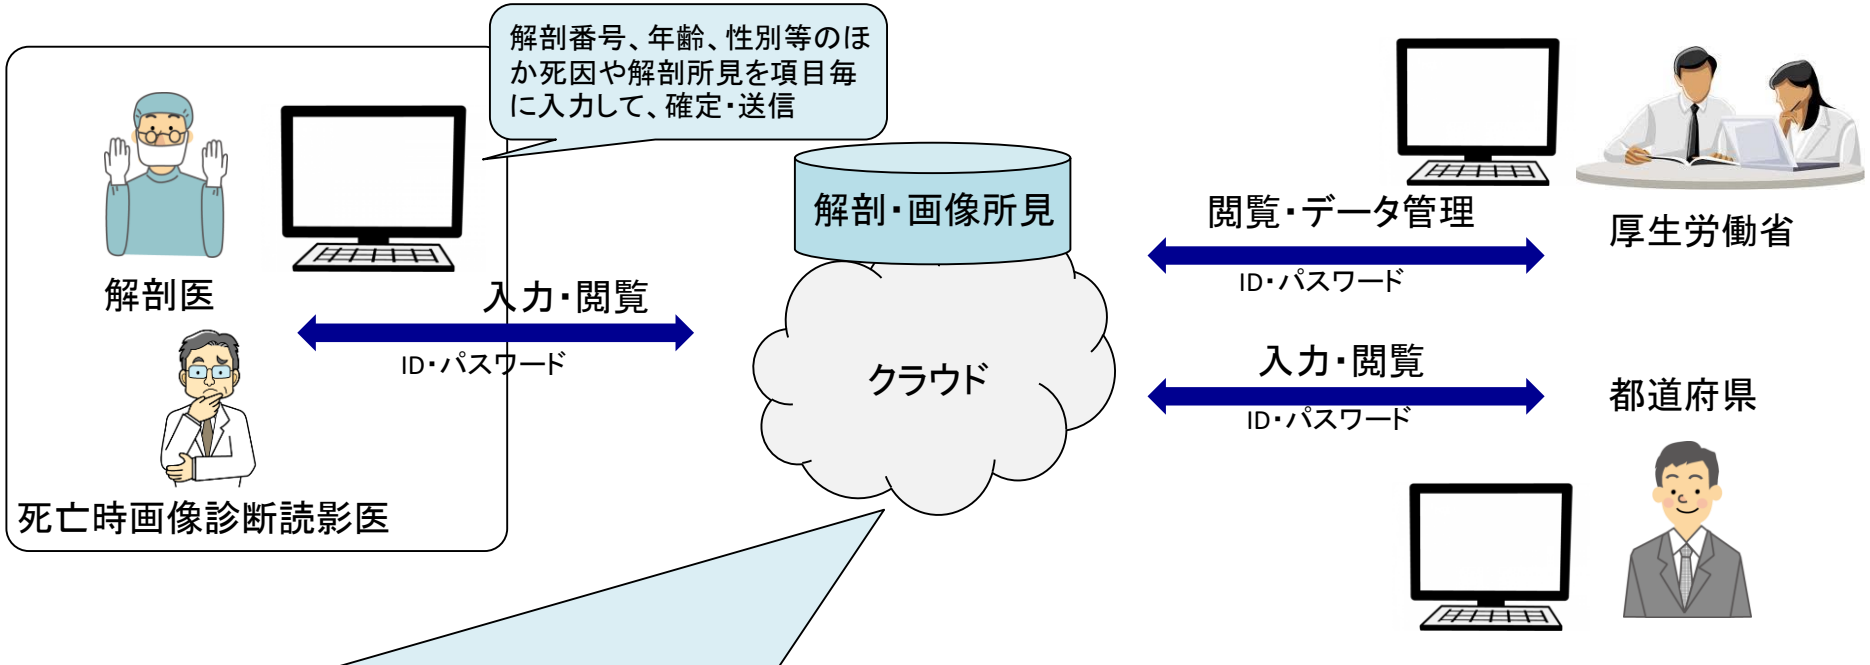 解剖番号、年齢、性別等のほ
か死因や解剖所見を項目毎
に入力して、確定・送信
解剖医
死亡時画像診断読影医
入力・閲覧
ID・パスワード
解剖・画像所見
クラウド
閲覧・データ管理
ID・パスワード
厚生労働省
入力・閲覧
ID・パスワード
都道府県